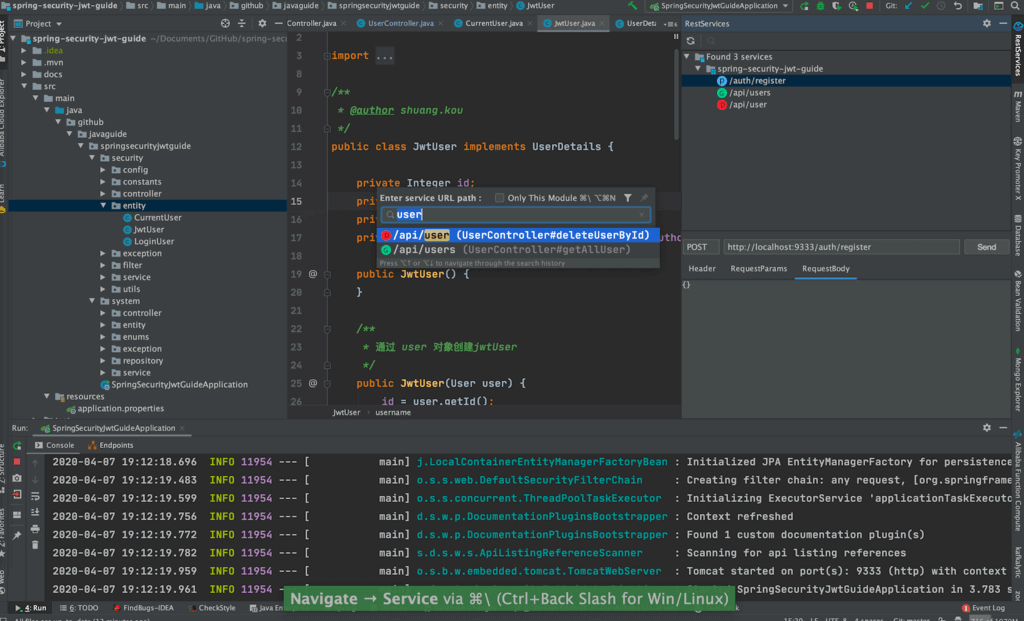 spring-security-jwt-guide
src
main
java
github
javaguide
springsecurityjwtguide
security
entity
JwtUser
SpringSecurityJwtGuideApplication
Git:
Project
Controller.java
UserController.java
CurrentUser.java
JwtUser.java
UserDeta
RestServices
spring-security-jwt-guide ~/Documents/GitHub/spring-sec
.idea
.mvn
docs
src
main
java
github
javaguide
springsecurityjwtguide
security
config
constants
controller
entity
CurrentUser
JwtUser
LoginUser
exception
filter
service
utils
system
controller
entity
enums
exception
repository
service
SpringSecurityJwtGuideApplication
resources
application.properties
2
3 import ...
8
9 /**
10 * @author shuang.kou
11 */
12 public class JwtUser implements UserDetails {
13
14 private Integer id;
15 pri
16 pri
17 pri
18
19 @ public JwtUser() {
20 }
21
22 /**
23 * 通过 user 对象创建jwtUser
24 */
25 @ public JwtUser(User user) {
26 id = user.getId();
JwtUser › username
Enter service URL path : Only This Module ⌘\ ⌥⌘N
user
/api/user (UserController#deleteUserById)
/api/users (UserController#getAllUser)
Press ⌥↑ or ⌥↓ to navigate through the search history
Found 3 services
spring-security-jwt-guide
/auth/register
/api/users
/api/user
POST http://localhost:9333/auth/register Send
Header RequestParams RequestBody
{}
RestServices
Maven
Key Promoter X
Database
Bean Validation
Mongo Explorer
Alibaba Function Compute
kafkalytic
Run: SpringSecurityJwtGuideApplication
Console Endpoints
2020-04-07 19:12:18.696 INFO 11954 --- [ main] j.LocalContainerEntityManagerFactoryBean : Initialized JPA EntityManagerFactory for persistence
2020-04-07 19:12:19.483 INFO 11954 --- [ main] o.s.s.web.DefaultSecurityFilterChain : Creating filter chain: any request, [org.springframe
2020-04-07 19:12:19.599 INFO 11954 --- [ main] o.s.s.concurrent.ThreadPoolTaskExecutor : Initializing ExecutorService 'applicationTaskExecuto
2020-04-07 19:12:19.756 INFO 11954 --- [ main] d.s.w.p.DocumentationPluginsBootstrapper : Context refreshed
2020-04-07 19:12:19.772 INFO 11954 --- [ main] d.s.w.p.DocumentationPluginsBootstrapper : Found 1 custom documentation plugin(s)
2020-04-07 19:12:19.782 INFO 11954 --- [ main] s.d.s.w.s.ApiListingReferenceScanner : Scanning for api listing references
2020-04-07 19:12:19.959 INFO 11954 --- [ main] o.s.b.w.embedded.tomcat.TomcatWebServer : Tomcat started on port(s): 9333 (http) with context
2020-04-07 19:12:19.961 INFO 11954
SpringSecurityJwtGuideApplication in 3.783 s
Navigate → Service via ⌘\ (Ctrl+Back Slash for Win/Linux)
4: Run 6: TODO FindBugs-IDEA CheckStyle Java En Event Log